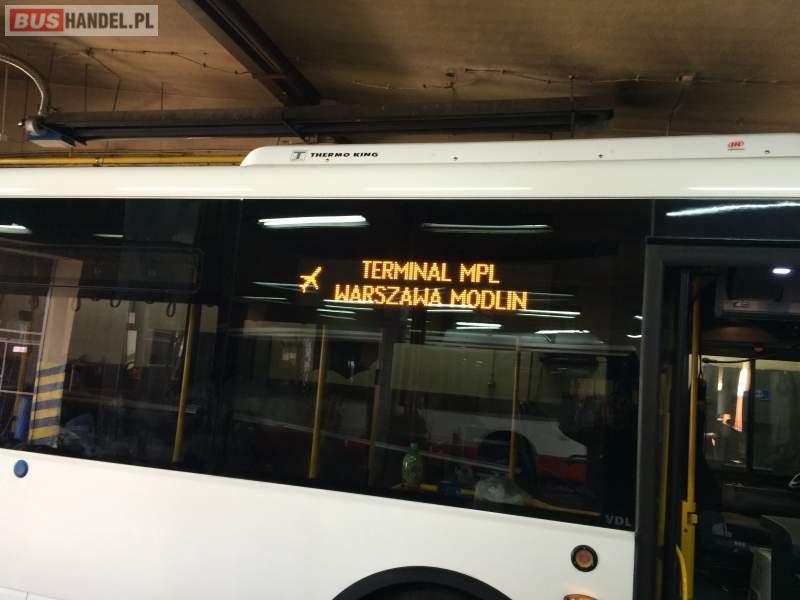 BUSHANDEL.PL
THERMO KING
TERMINAL MPL
WARSZAWA MODLIN
VDL